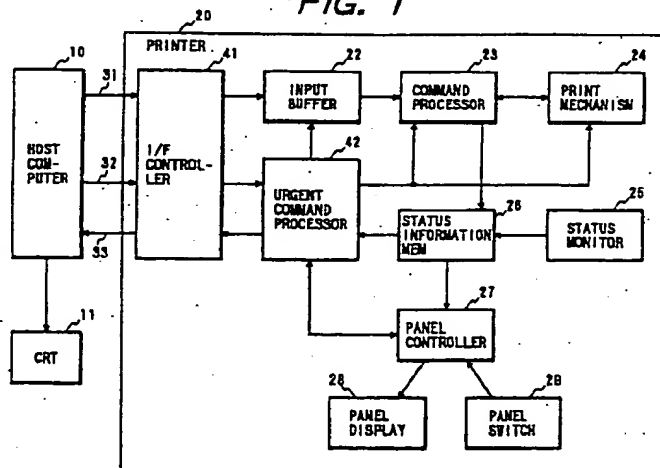 FIG. 1
20
PRINTER
10
31
41
22
23
24
INPUT
BUFFER
COMMAND
PROCESSOR
PRINT
MECHANISM
HOST
COM-
PUTER
32
I/F
CONTROL-
LER
42
URGENT
COMMAND
PROCESSOR
33
26
STATUS
INFORMATION
MEM
25
STATUS
MONITOR
11
CRT
27
PANEL
CONTROLLER
28
PANEL
DISPLAY
29
PANEL
SWITCH